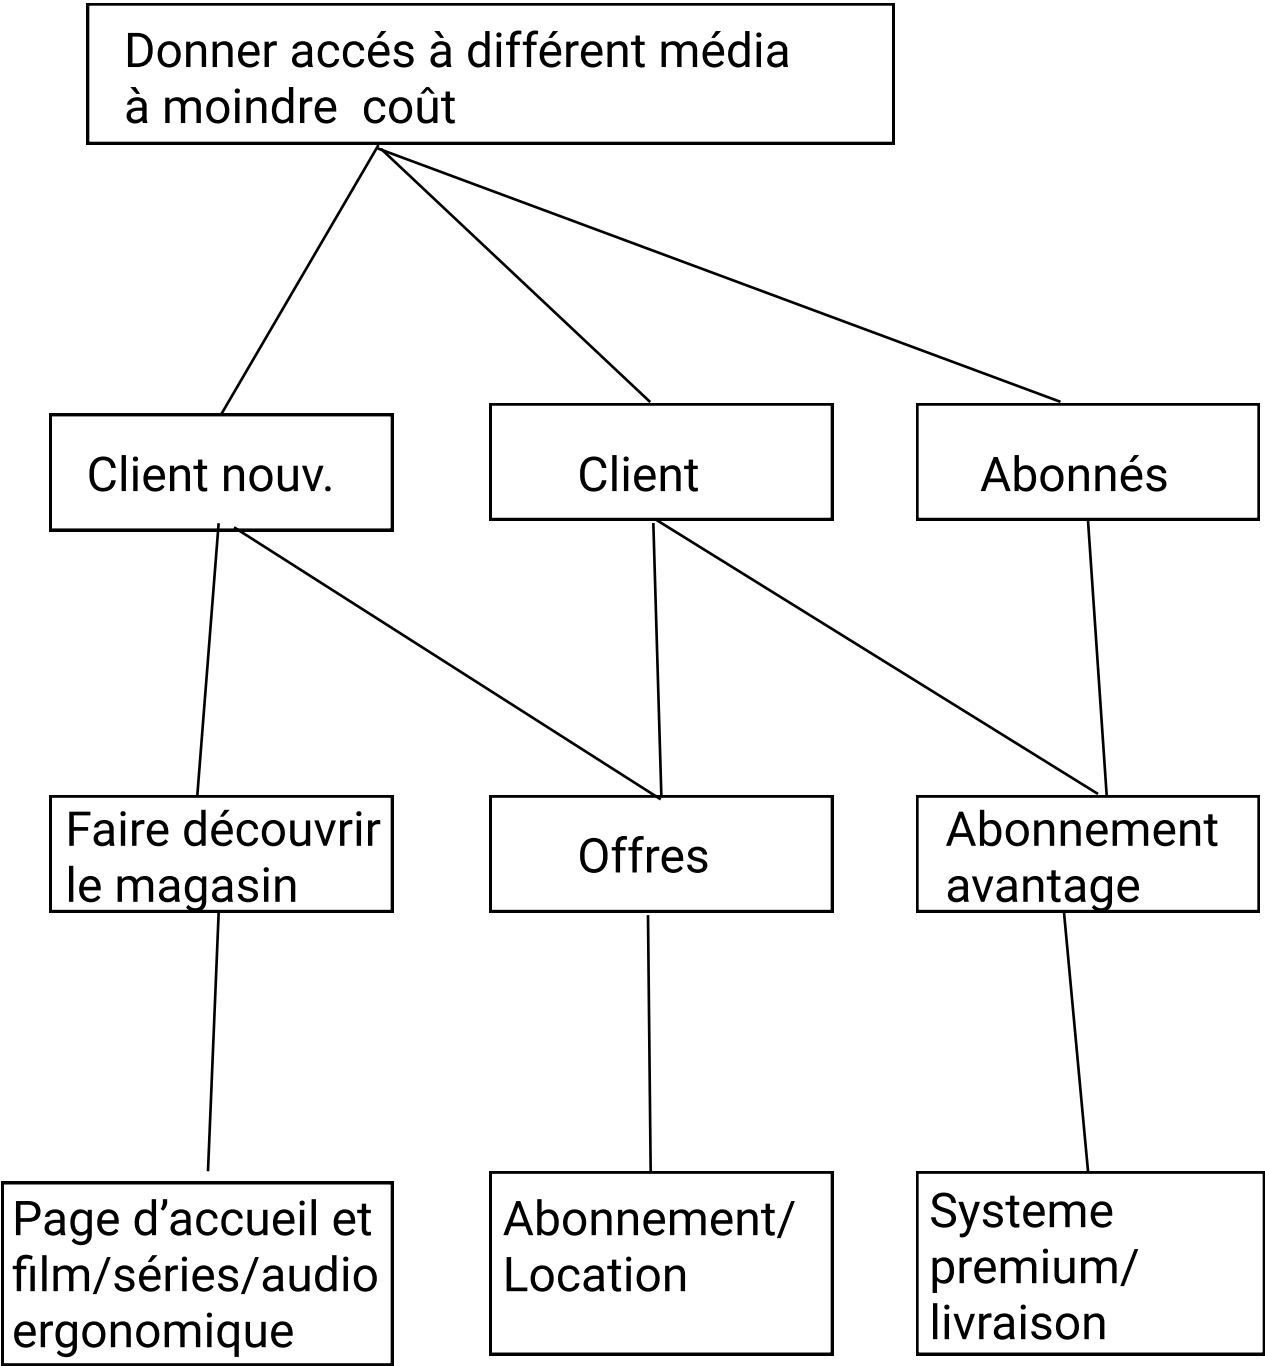 Donner accés à différent média
à moindre  coût
Client nouv.
Client
Abonnés
Faire découvrir
le magasin
Offres
Abonnement
avantage
Page d’accueil et
film/séries/audio
ergonomique
Abonnement/
Location
Systeme
premium/
livraison